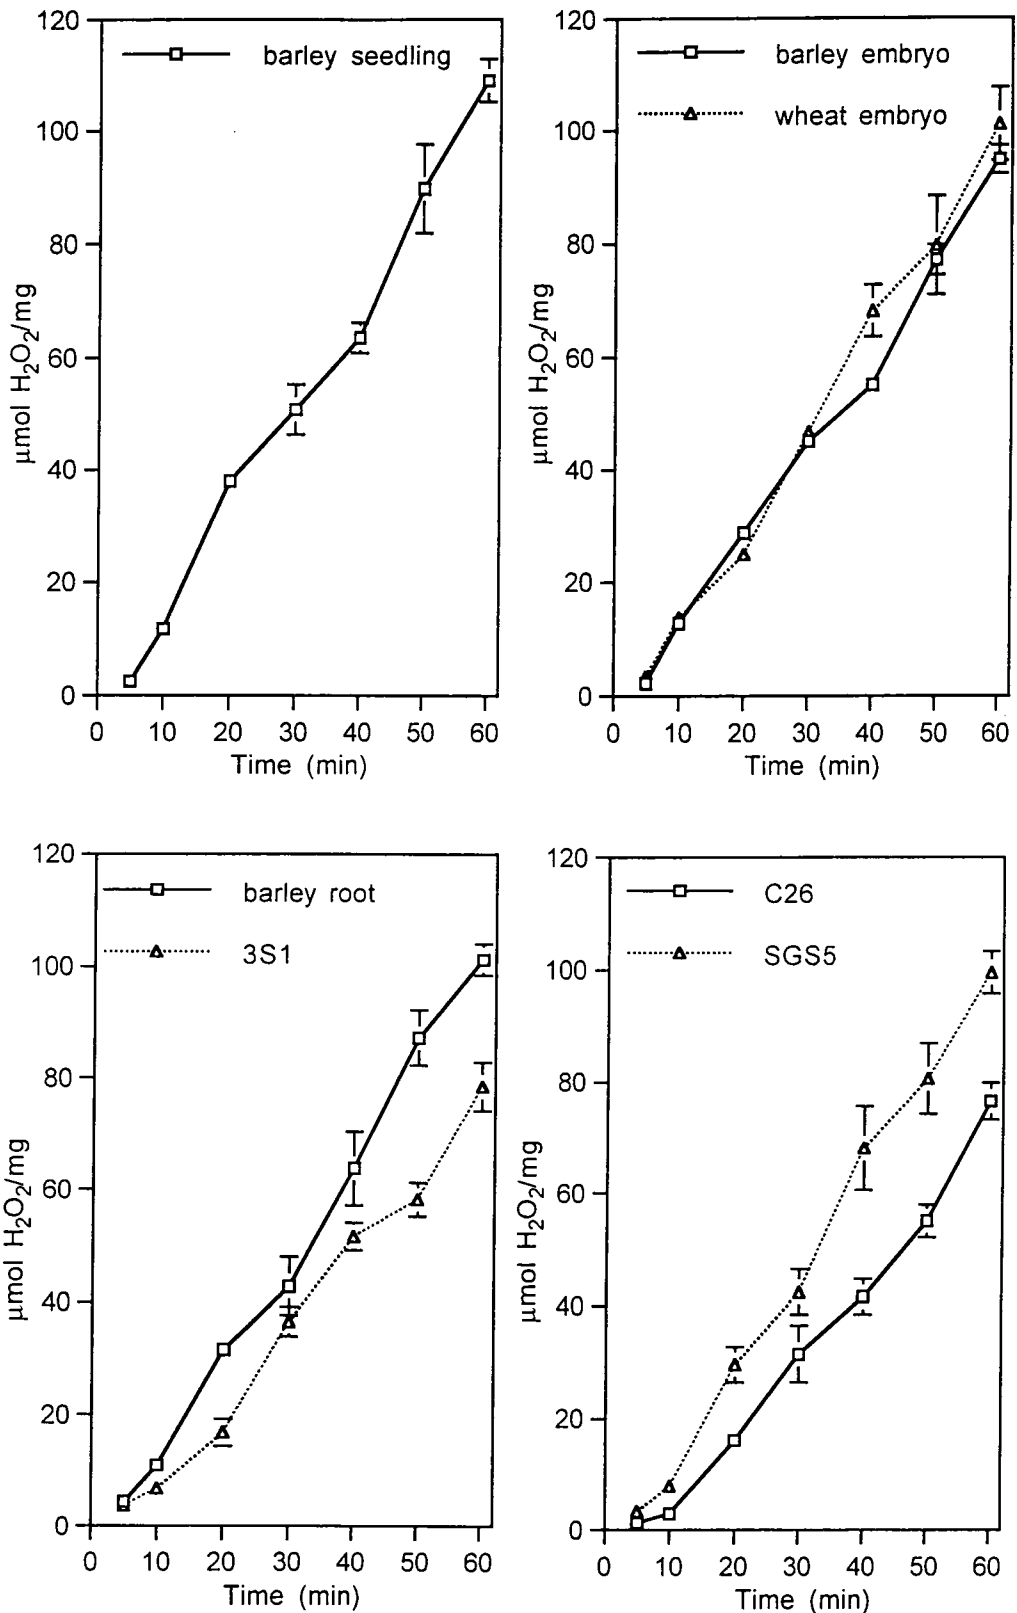 120
100
80
60
40
20
0
μmol H₂O₂/mg
barley seedling
0 10 20 30 40 50 60
Time (min)
120
100
80
60
40
20
0
μmol H₂O₂/mg
barley embryo
wheat embryo
0 10 20 30 40 50 60
Time (min)
120
100
80
60
40
20
0
μmol H₂O₂/mg
barley root
3S1
0 10 20 30 40 50 60
Time (min)
120
100
80
60
40
20
0
μmol H₂O₂/mg
C26
SGS5
0 10 20 30 40 50 60
Time (min)